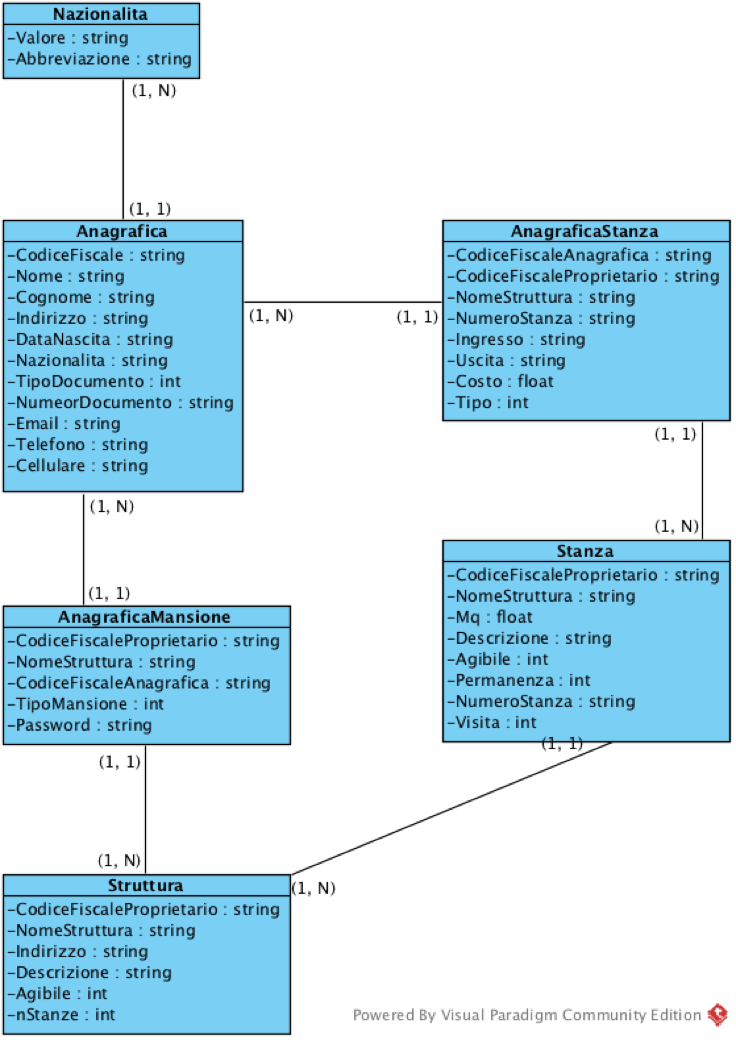 Nazionalita
-Valore : string
-Abbreviazione : string
(1, N)
(1, 1)
Anagrafica
-CodiceFiscale : string
-Nome : string
-Cognome : string
-Indirizzo : string
-DataNascita : string
-Nazionalita : string
-TipoDocumento : int
-NumeorDocumento : string
-Email : string
-Telefono : string
-Cellulare : string
(1, N)
(1, 1)
AnagraficaStanza
-CodiceFiscaleAnagrafica : string
-CodiceFiscaleProprietario : string
-NomeStruttura : string
-NumeroStanza : string
-Ingresso : string
-Uscita : string
-Costo : float
-Tipo : int
(1, 1)
(1, N)
Stanza
-CodiceFiscaleProprietario : string
-NomeStruttura : string
-Mq : float
-Descrizione : string
-Agibile : int
-Permanenza : int
-NumeroStanza : string
-Visita : int
(1, 1)
(1, N)
(1, N)
(1, 1)
AnagraficaMansione
-CodiceFiscaleProprietario : string
-NomeStruttura : string
-CodiceFiscaleAnagrafica : string
-TipoMansione : int
-Password : string
(1, 1)
(1, N)
Struttura
-CodiceFiscaleProprietario : string
-NomeStruttura : string
-Indirizzo : string
-Descrizione : string
-Agibile : int
-nStanze : int
Powered By Visual Paradigm Community Edition